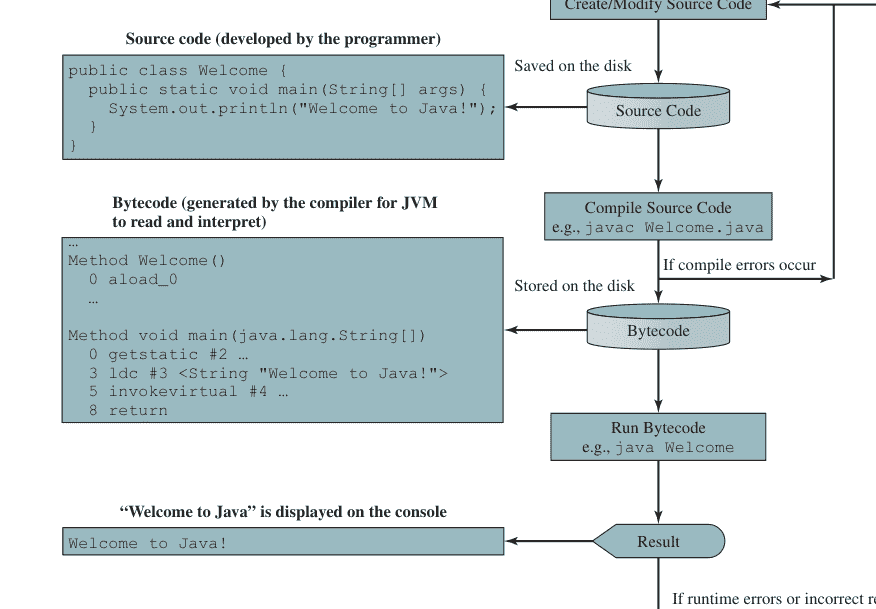 Create/Modify Source Code
Source code (developed by the programmer)
public class Welcome {
public static void main(String[] args) {
System.out.println("Welcome to Java!");
}
}
Saved on the disk
Source Code
Bytecode (generated by the compiler for JVM
to read and interpret)
Compile Source Code
e.g., javac Welcome.java
If compile errors occur
…
Method Welcome()
0 aload_0
…
Method void main(java.lang.String[])
0 getstatic #2 …
3 ldc #3 <String "Welcome to Java!">
5 invokevirtual #4 …
8 return
Stored on the disk
Bytecode
Run Bytecode
e.g., java Welcome
“Welcome to Java” is displayed on the console
Welcome to Java!
Result
If runtime errors or incorrect